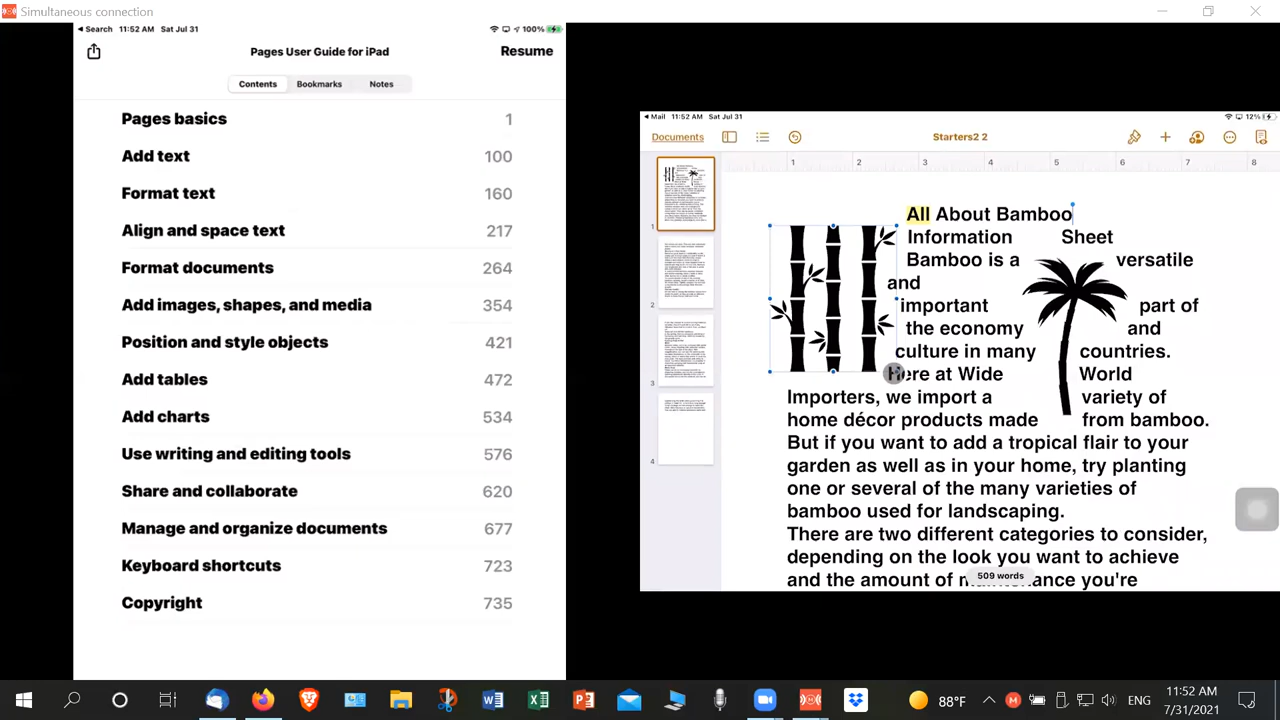 Simultaneous connection
Search 11:52 AM Sat Jul 31
100%
Pages User Guide for iPad
Resume
Contents
Bookmarks
Notes
Pages basics 1
Add text 100
Format text 160
Align and space text 217
Format documents 264
Add images, shapes, and media 354
Position and style objects 421
Add tables 472
Add charts 534
Use writing and editing tools 576
Share and collaborate 620
Manage and organize documents 677
Keyboard shortcuts 723
Copyright 735
Mail 11:52 AM Sat Jul 31
12%
Documents
Starters2 2
1 2 3 4 5 6 7 8
1
2
3
4
All About Bamboo
Information Sheet
Bamboo is a satile
and
important part of
the economy and
culture in many
Hereat Wide World
Importers, we import a variety of
home decor products made from bamboo.
But if you want to add a tropical flair to your
garden as well as in your home, try planting
one or several of the many varieties of
bamboo used for landscaping.
There are two different categories to consider,
depending on the look you want to achieve
and the amount of you're
509 words
88°F
ENG
11:52 AM
7/31/2021